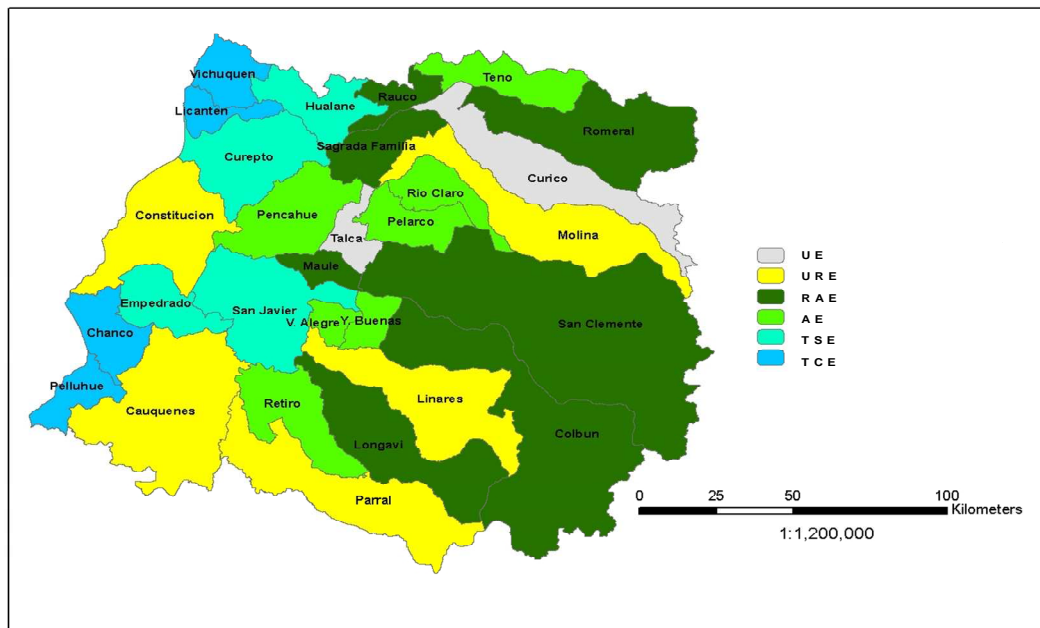 Vichuquen
Teno
Rauco
Licanten
Hualane
Romeral
Sagrada Familia
Curepto
Curico
Rio Claro
Constitucion
Pencahue
Pelarco
Talca
Molina
Maule
Empedrado
San Javier
V. Alegre
Y. Buenas
San Clemente
Chanco
Pelluhue
Cauquenes
Retiro
Linares
Longavi
Colbun
Parral
U E
U R E
R A E
A E
T S E
T C E
0 25 50 100
Kilometers
1:1,200,000